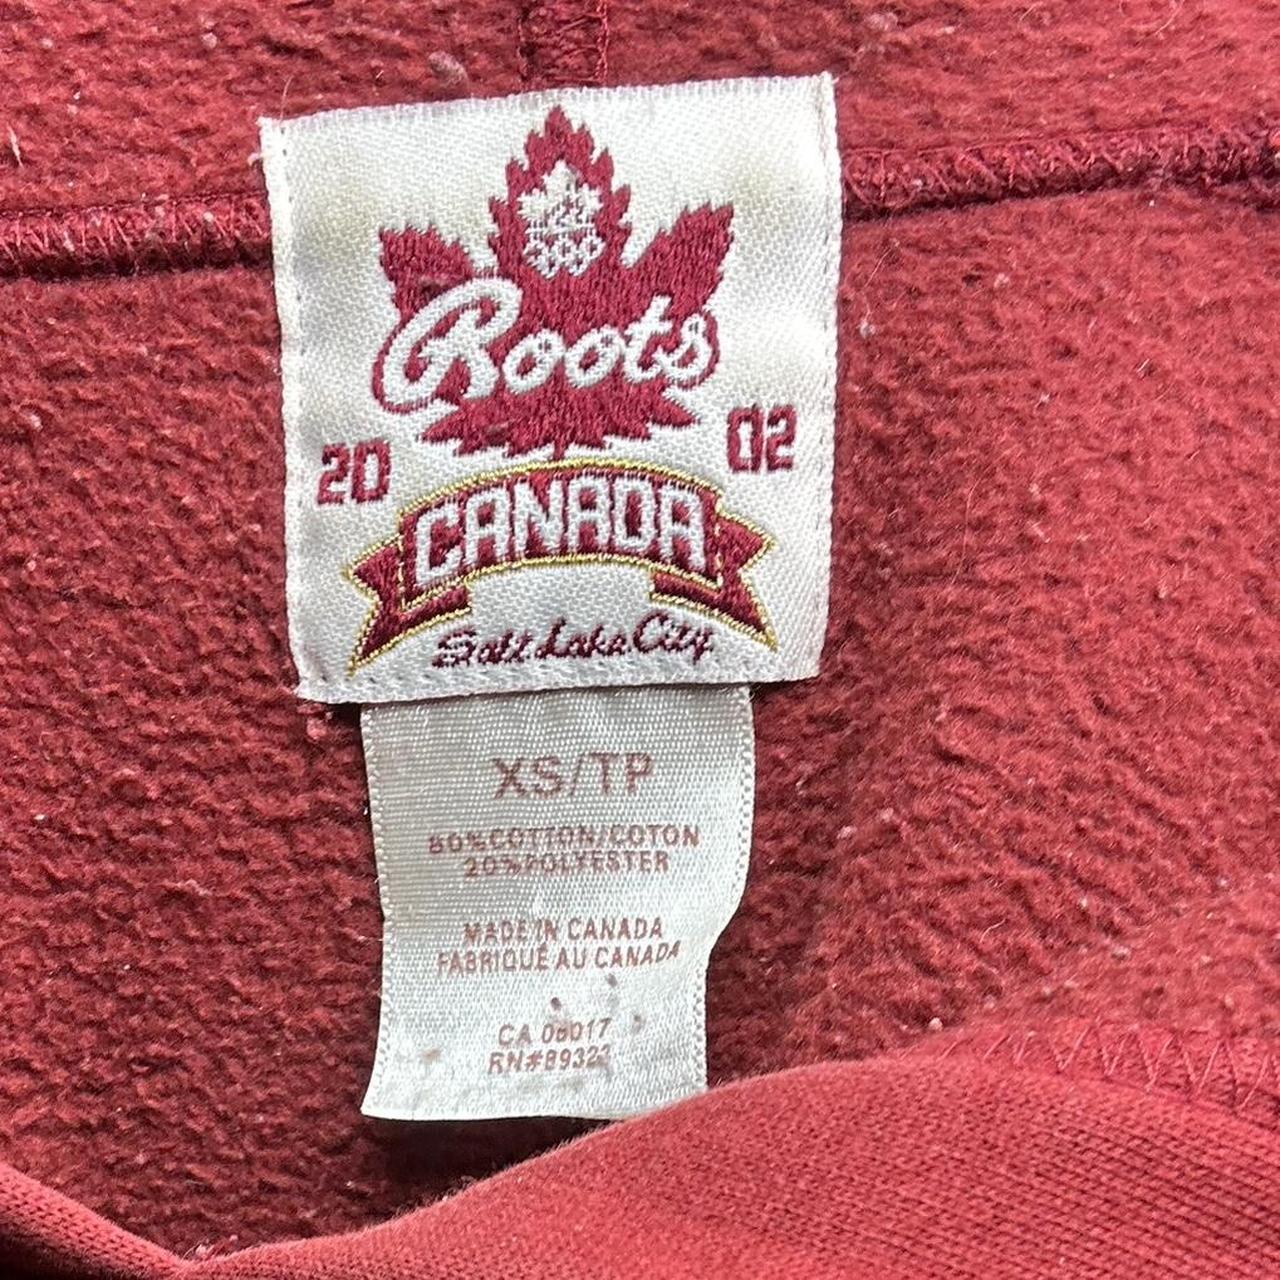 Roots
20 02
CANADA
Salt Lake City
XS/TP
80%COTTON/COTON
20%POLYESTER
MADE IN CANADA
FABRIQUÉ AU CANADA
CA 06017